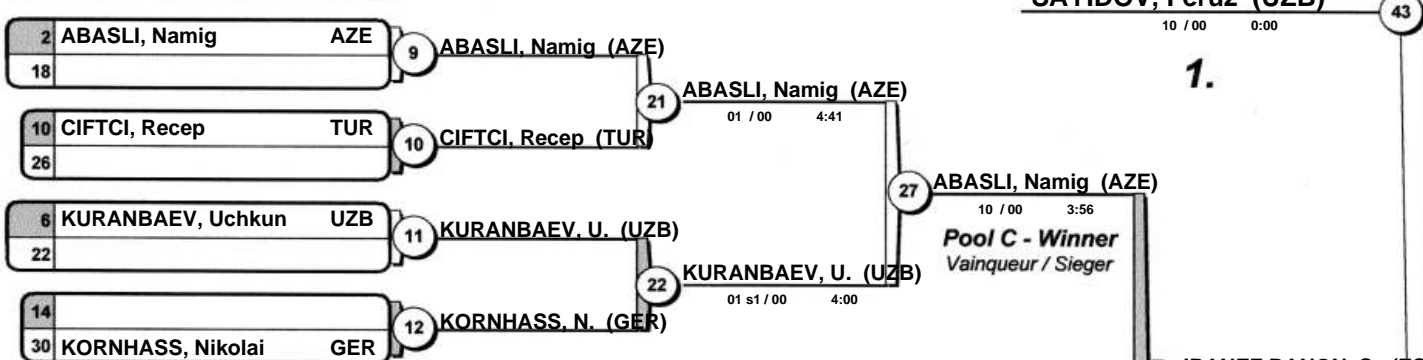 SAYIDOV, Feruz (UZB)
10 / 00 0:00
43
1.
2 ABASLI, Namig AZE
18
9
ABASLI, Namig (AZE)
10 CIFTCI, Recep TUR
26
10
CIFTCI, Recep (TUR)
21
ABASLI, Namig (AZE)
01 / 00 4:41
6 KURANBAEV, Uchkun UZB
22
11
KURANBAEV, U. (UZB)
14
30 KORNHASS, Nikolai GER
12
KORNHASS, N. (GER)
22
KURANBAEV, U. (UZB)
01 s1 / 00 4:00
27
ABASLI, Namig (AZE)
10 / 00 3:56
Pool C - Winner
Vainqueur / Sieger